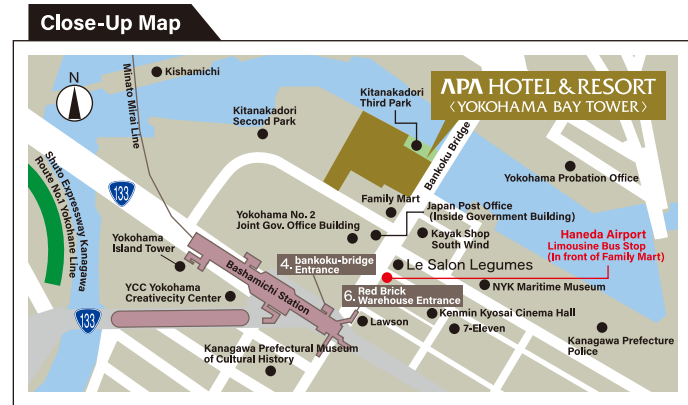 Close-Up Map
N
Minato Mirai Line
Kishamichi
Kitanakadori
Second Park
Kitanakadori
Third Park
APA HOTEL&RESORT
〈YOKOHAMA BAY TOWER〉
Bankoku Bridge
Yokohama Probation Office
Shuto Expressway Kanagawa
Route No.1 Yokohane Line
133
Family Mart
Japan Post Office
(Inside Government Building)
Yokohama No. 2
Joint Gov. Office Building
Kayak Shop
South Wind
Haneda Airport
Limousine Bus Stop
(In front of Family Mart)
Yokohama
Island Tower
4. bankoku-bridge
Entrance
Le Salon Legumes
Bashamichi Station
NYK Maritime Museum
YCC Yokohama
Creativecity Center
6. Red Brick
Warehouse Entrance
133
Lawson
Kenmin Kyosai Cinema Hall
7-Eleven
Kanagawa Prefecture
Police
Kanagawa Prefectural Museum
of Cultural History